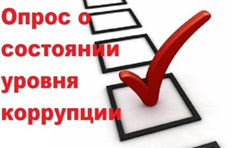 Опрос о
состоянии
уровня
коррупции